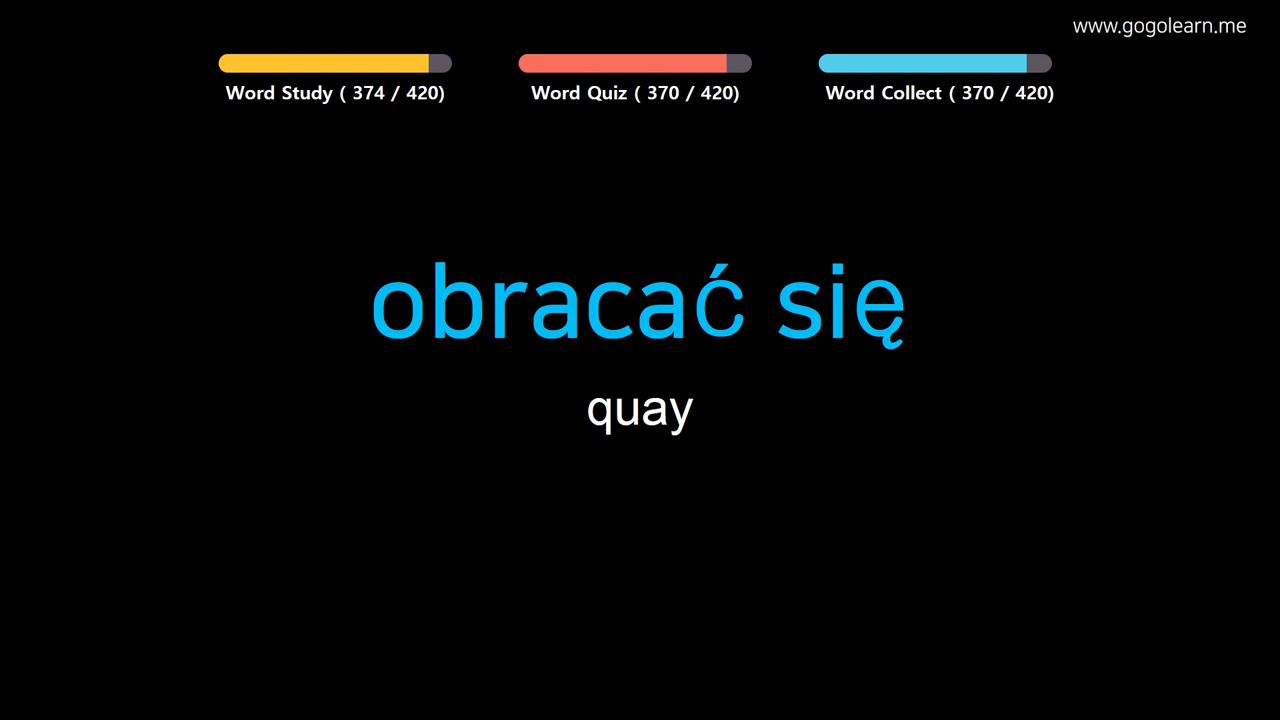 www.gogolearn.me
Word Study ( 374 / 420)
Word Quiz ( 370 / 420)
Word Collect ( 370 / 420)
obracać się
quay